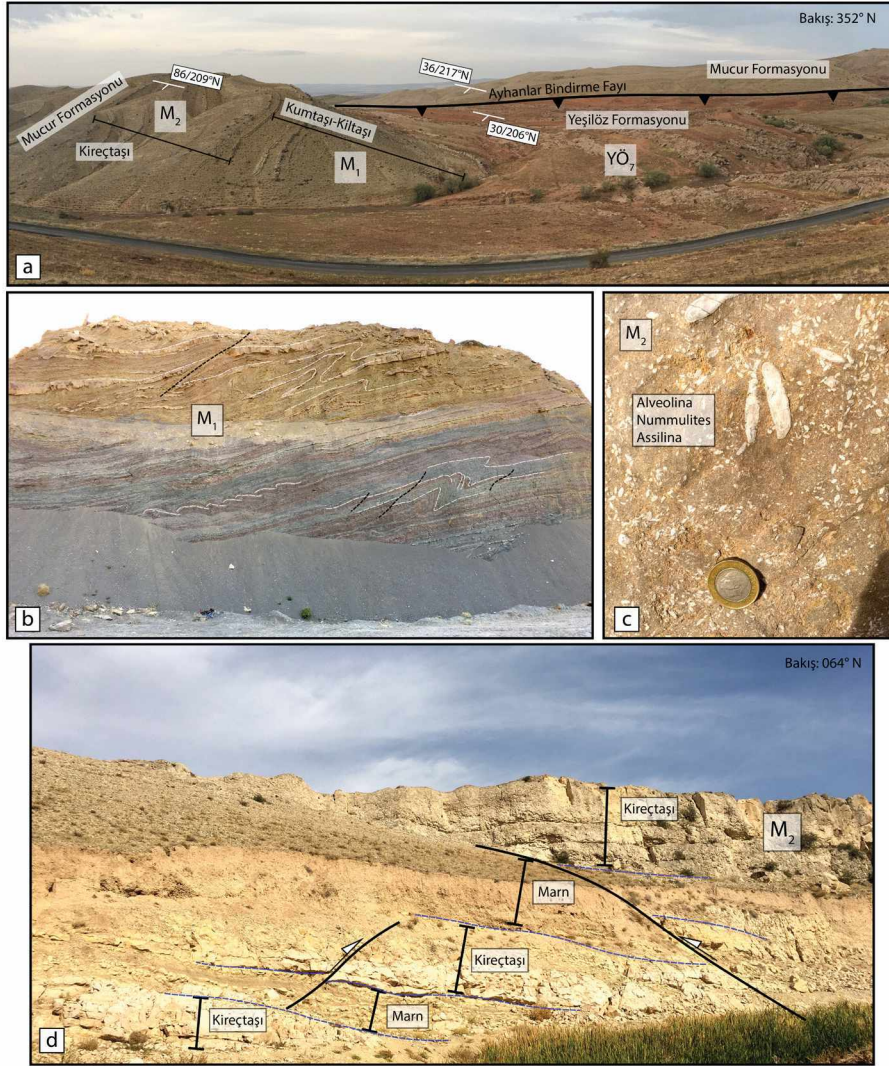 Bakış: 352° N
86/209°N
36/217°N
Mucur Formasyonu
Ayhanlar Bindirme Fayı
Mucur Formasyonu
M2
Kumtaşı-Kiltaşı
30/206°N
Yeşilöz Formasyonu
Kireçtaşı
M1
YÖ7
a
M1
b
M2
Alveolina
Nummulites
Assilina
c
Bakış: 064° N
Kireçtaşı
M2
Marn
Kireçtaşı
Kireçtaşı
Marn
d